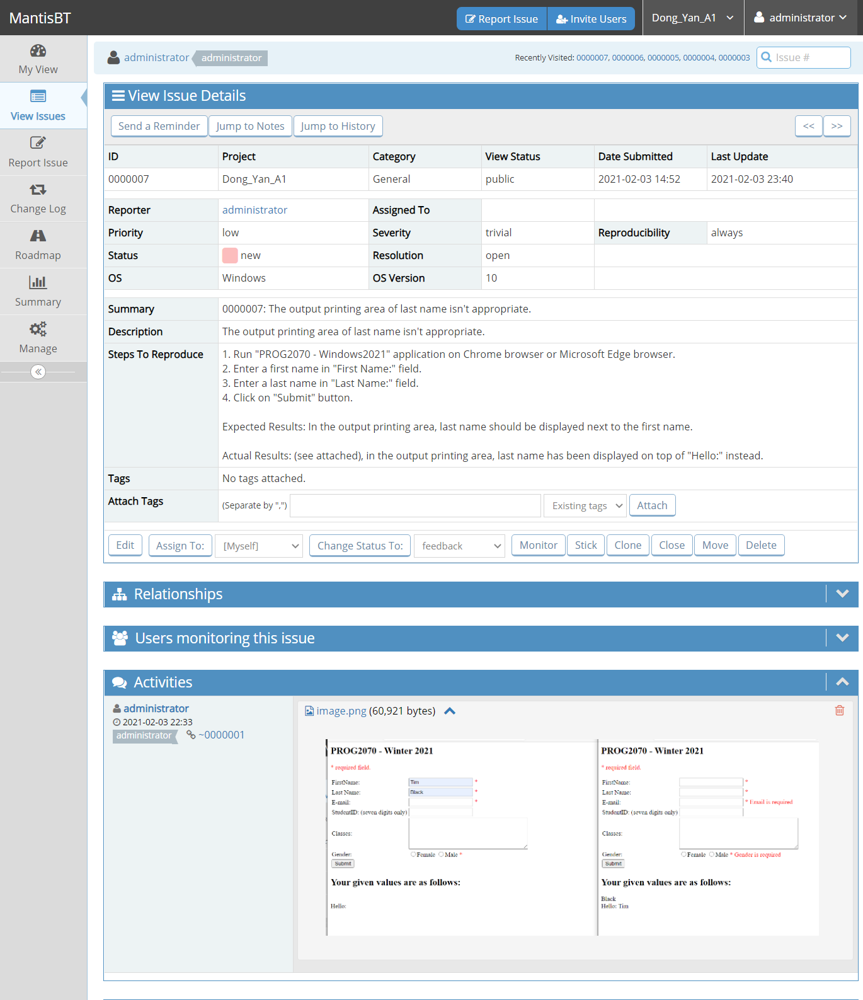 MantisBT
Report Issue
Invite Users
Dong_Yan_A1
administrator
My View
View Issues
Report Issue
Change Log
Roadmap
Summary
Manage
administrator administrator
Recently Visited: 0000007, 0000006, 0000005, 0000004, 0000003
Issue #
View Issue Details
Send a Reminder Jump to Notes Jump to History << >>
ID Project Category View Status Date Submitted Last Update
0000007 Dong_Yan_A1 General public 2021-02-03 14:52 2021-02-03 23:40
Reporter administrator Assigned To
Priority low Severity trivial Reproducibility always
Status new Resolution open
OS Windows OS Version 10
Summary 0000007: The output printing area of last name isn't appropriate.
Description The output printing area of last name isn't appropriate.
Steps To Reproduce 1. Run "PROG2070 - Windows2021" application on Chrome browser or Microsoft Edge browser.
2. Enter a first name in "First Name:" field.
3. Enter a last name in "Last Name:" field.
4. Click on "Submit" button.
Expected Results: In the output printing area, last name should be displayed next to the first name.
Actual Results: (see attached), in the output printing area, last name has been displayed on top of "Hello:" instead.
Tags No tags attached.
Attach Tags (Separate by ",") Existing tags Attach
Edit Assign To: [Myself] Change Status To: feedback Monitor Stick Clone Close Move Delete
Relationships
Users monitoring this issue
Activities
administrator
2021-02-03 22:33
administrator ~0000001
image.png (60,921 bytes)
PROG2070 - Winter 2021
* required field.
FirstName: Tim *
Last Name: Black *
E-mail: *
StudentID: (seven digits only)
Classes:
Gender: Female Male *
Submit
Your given values are as follows:
Hello:
PROG2070 - Winter 2021
* required field.
FirstName: *
Last Name: *
E-mail: * Email is required
StudentID: (seven digits only)
Classes:
Gender: Female Male * Gender is required
Submit
Your given values are as follows:
Black
Hello: Tim